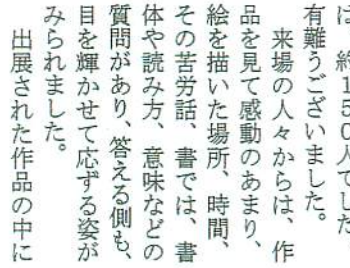 は、約150人でした。
有難うございました。
来場の人々からは、作
品を見て感動のあまり、
絵を描いた場所、時間、
その苦労話、書では、書
体や読み方、意味などの
質問があり、答える側も、
目を輝かせて応ずる姿が
みられました。
出展された作品の中に